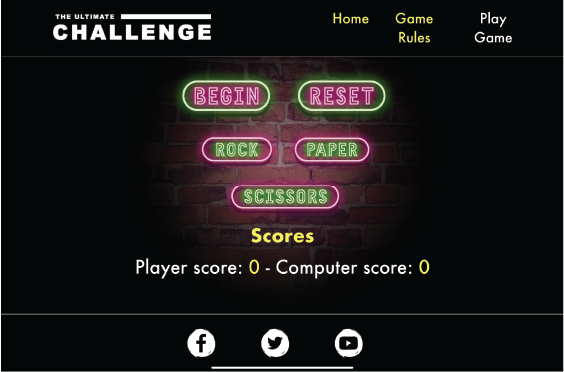 THE ULTIMATE
CHALLENGE
Home
Game
Rules
Play
Game
BEGIN RESET
ROCK PAPER
SCISSORS
Scores
Player score: 0 - Computer score: 0